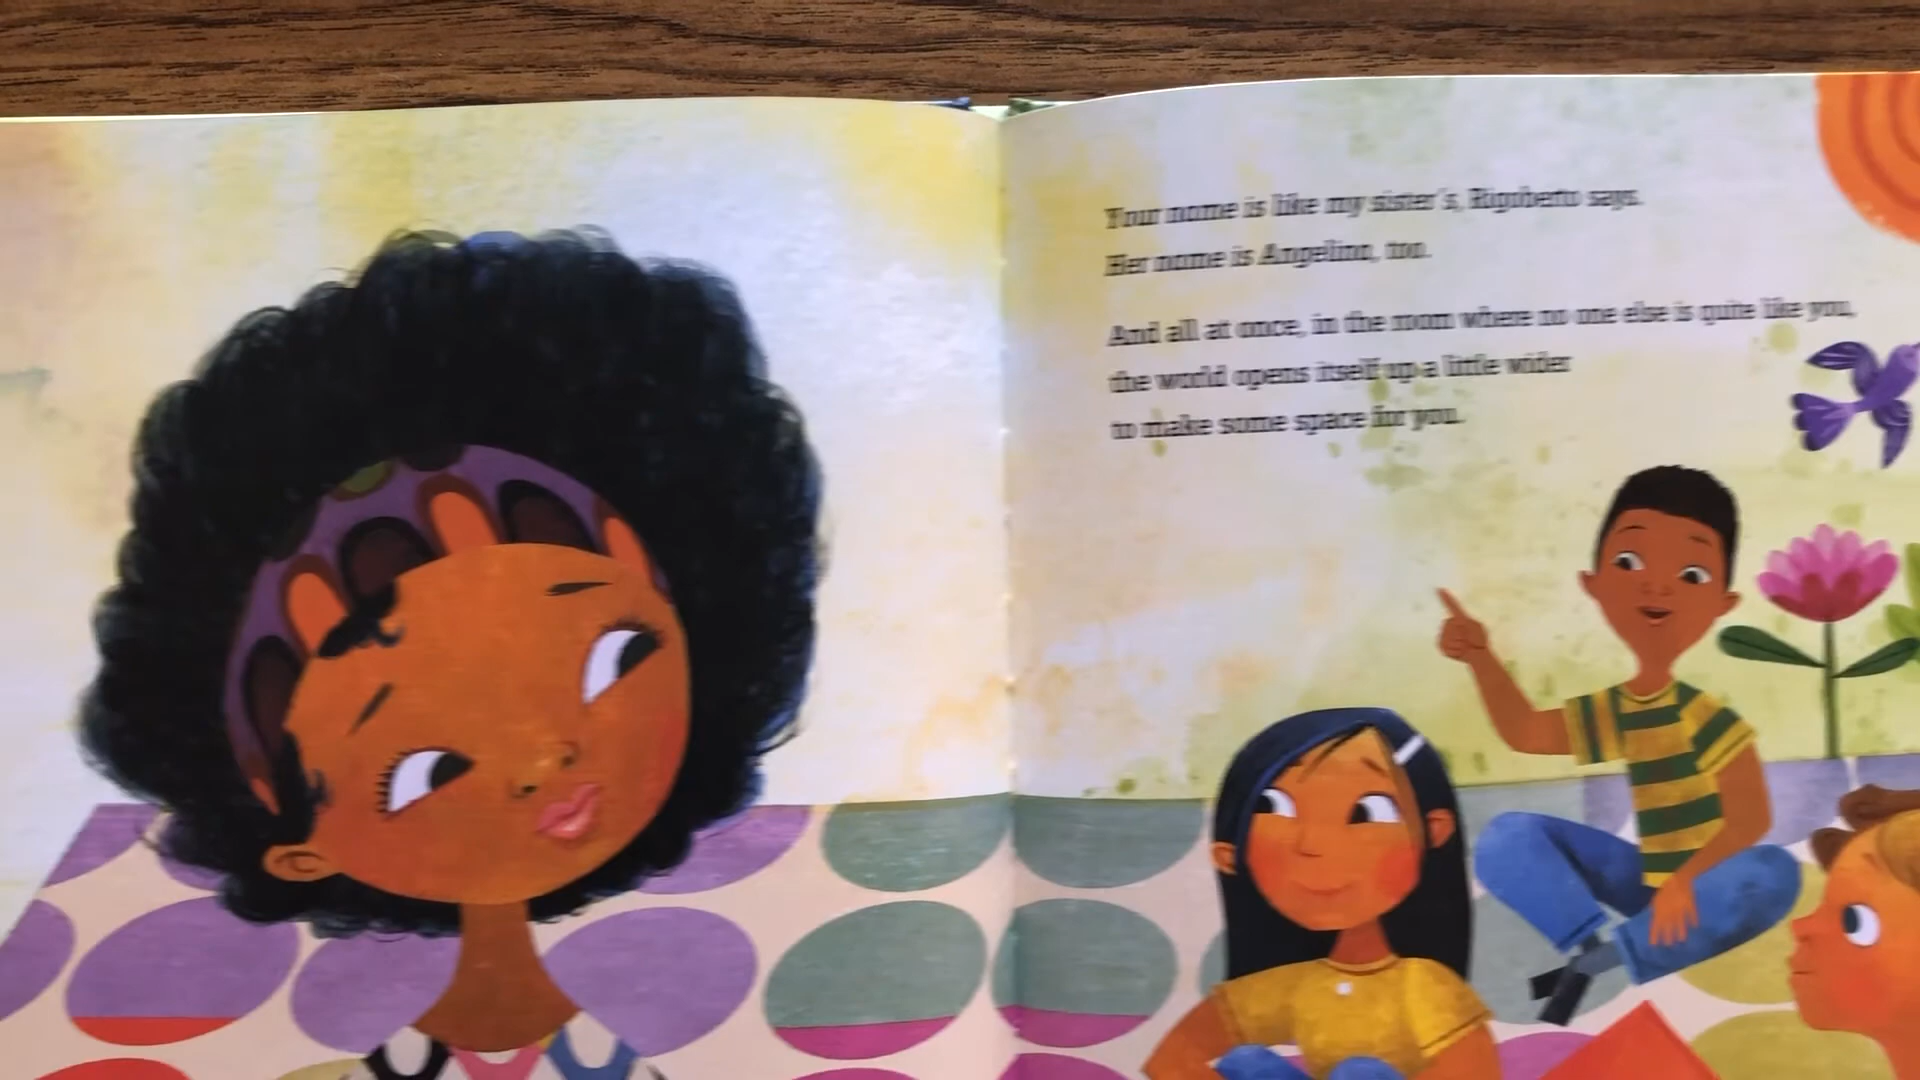 Your name is like my sister's, Rigoberto says.
Her name is Angelina, too.
And all at once, in the room where no one else is quite like you,
the world opens itself up a little wider
to make some space for you.